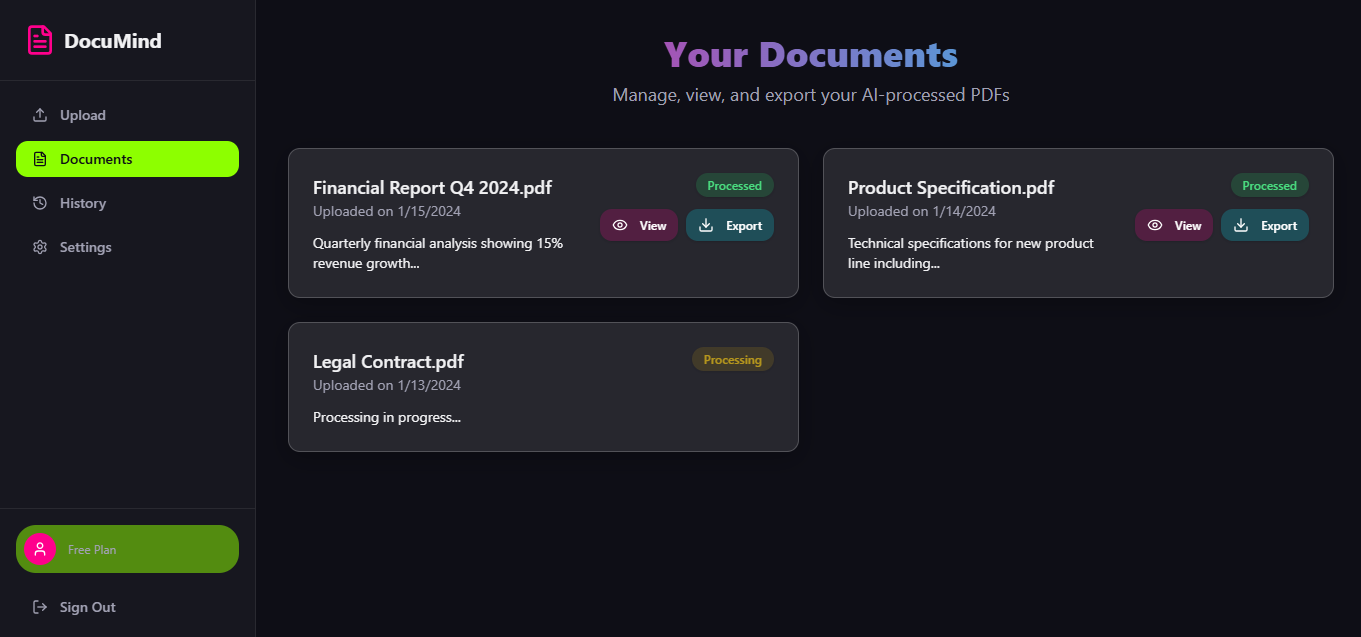 DocuMind
Upload
Documents
History
Settings
Free Plan
Sign Out
Your Documents
Manage, view, and export your AI-processed PDFs
Financial Report Q4 2024.pdf
Processed
Uploaded on 1/15/2024
View
Export
Quarterly financial analysis showing 15%
revenue growth...
Product Specification.pdf
Processed
Uploaded on 1/14/2024
View
Export
Technical specifications for new product
line including...
Legal Contract.pdf
Processing
Uploaded on 1/13/2024
Processing in progress...